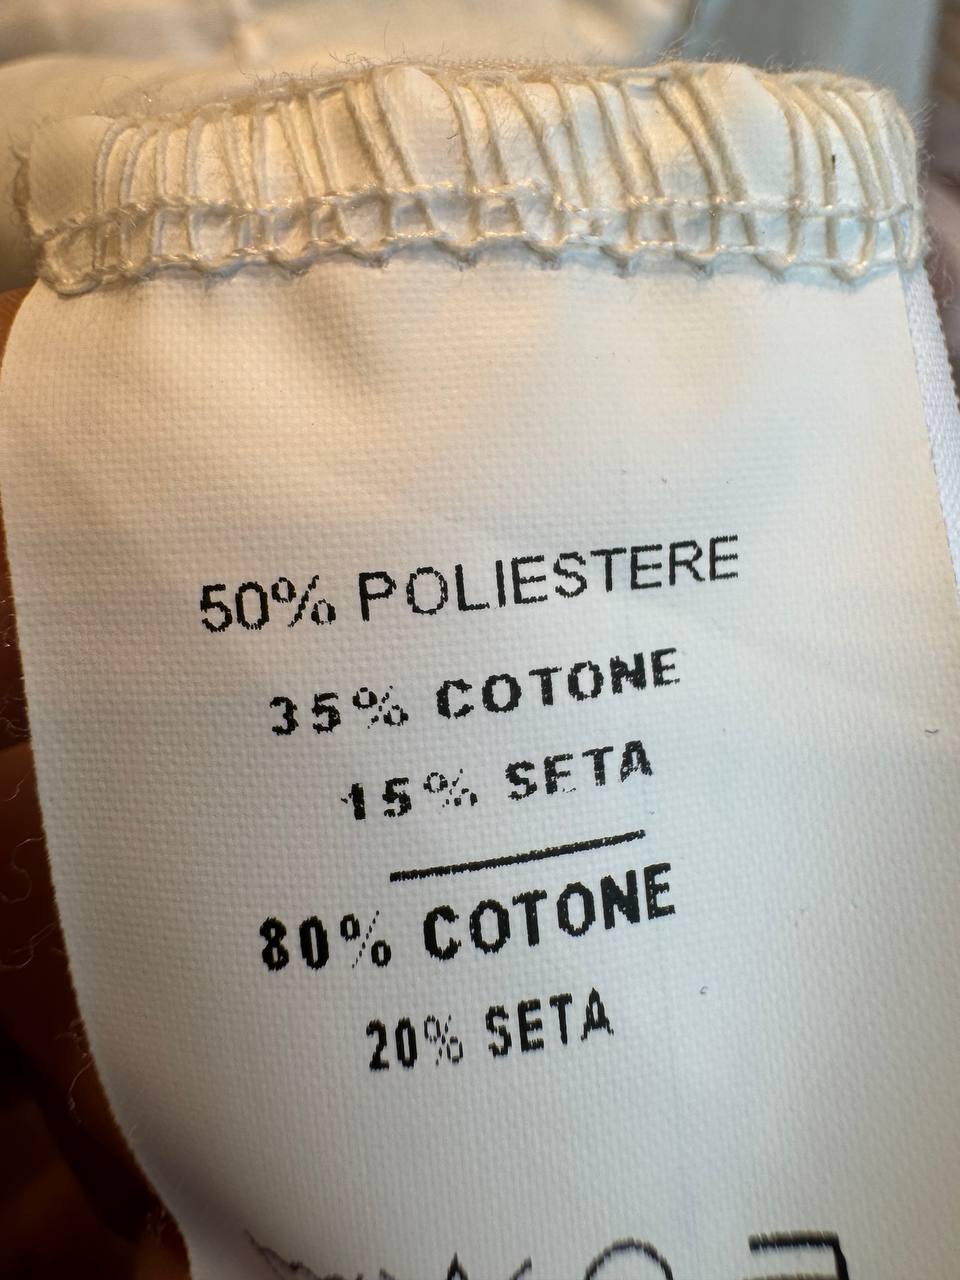 50% POLIESTERE
35% COTONE
15% SETA
80% COTONE
20% SETA